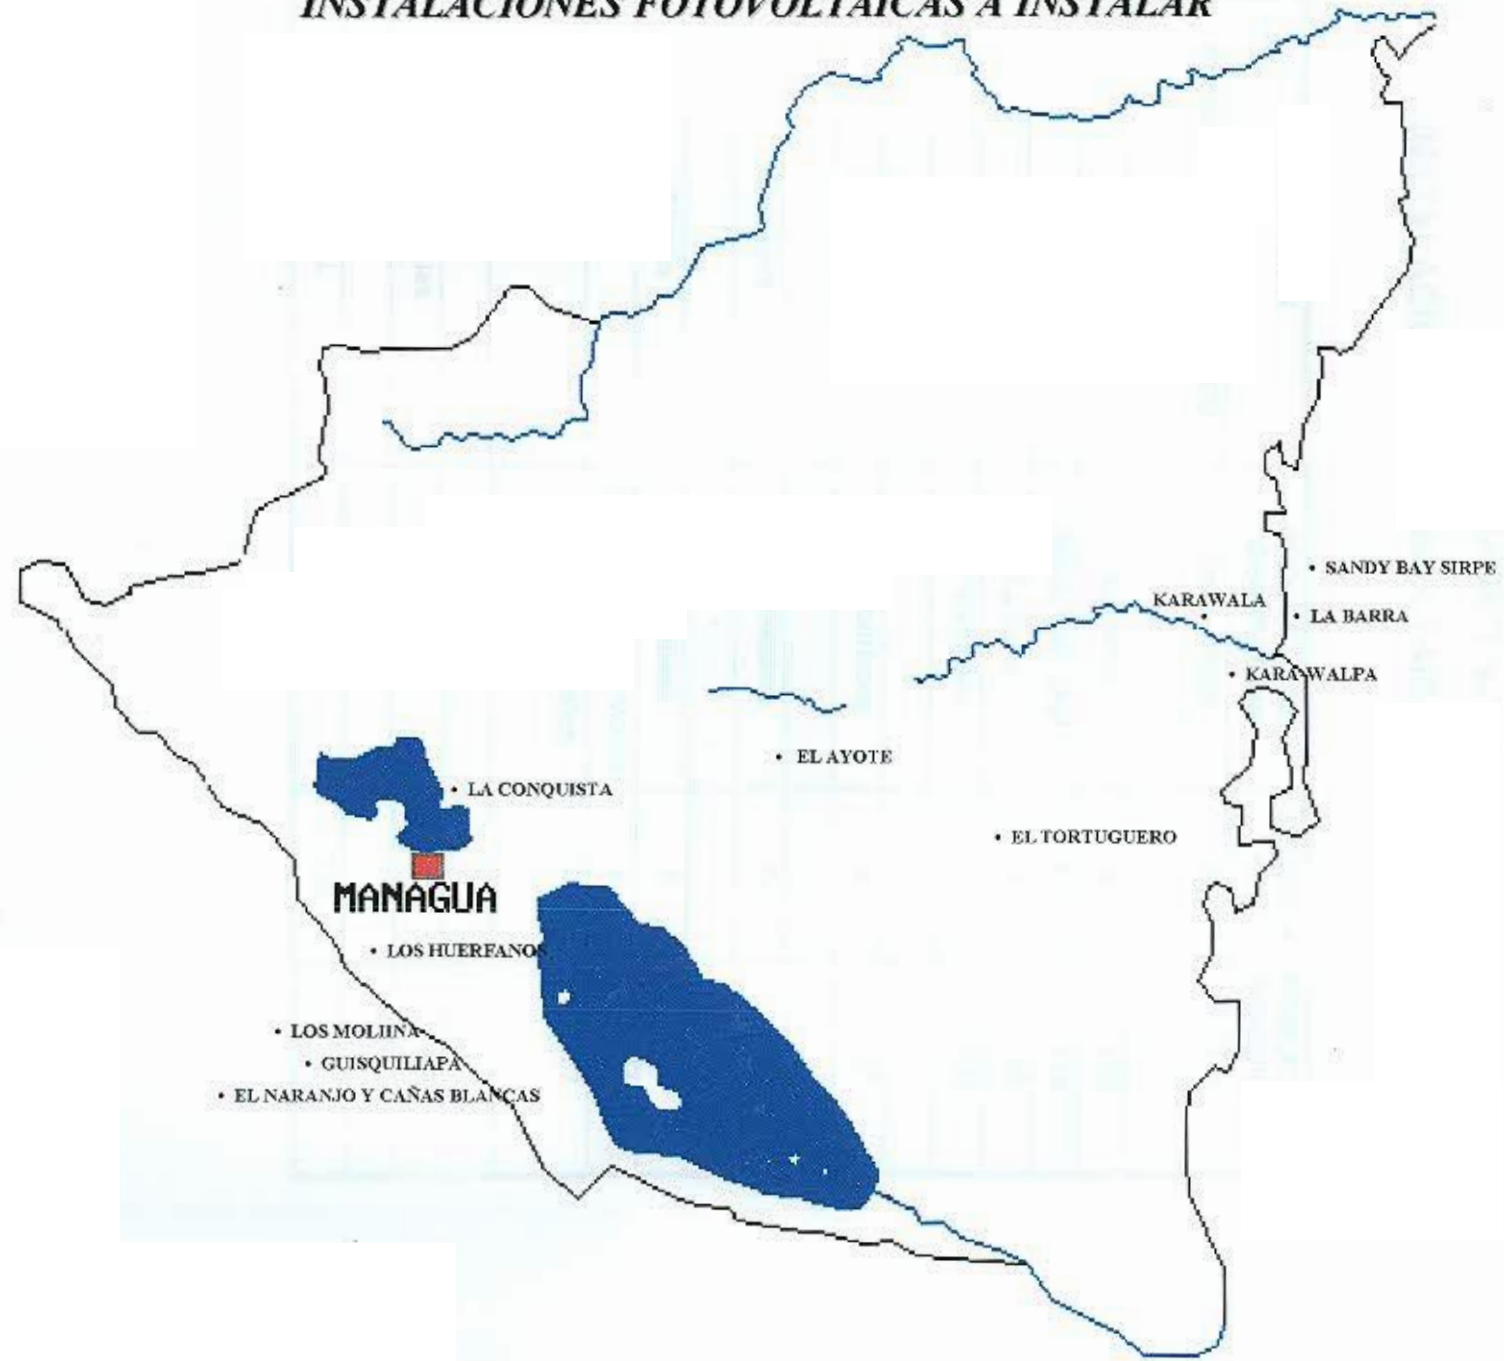 INSTALACIONES FOTOVOLTAICAS A INSTALAR
SANDY BAY SIRPE
KARAWALA
LA BARRA
KARA-WALPA
EL AYOTE
LA CONQUISTA
EL TORTUGUERO
MANAGUA
LOS HUERFANOS
LOS MOLIINA
GUISQUILIAPA
EL NARANJO Y CAÑAS BLANCAS